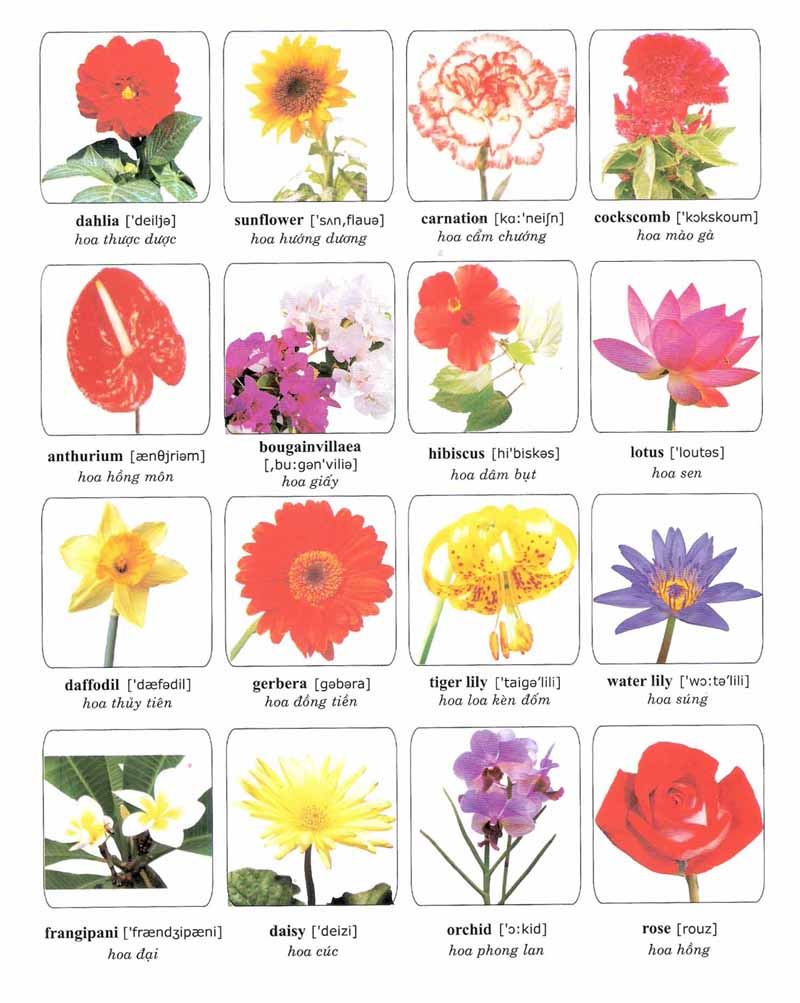 dahlia ['deiljə]
hoa thược dược
sunflower ['sʌn,flauə]
hoa hướng dương
carnation [kɑ:'neiʃn]
hoa cẩm chướng
cockscomb ['kɔkskoum]
hoa mào gà
anthurium [ænθjriəm]
hoa hồng môn
bougainvillaea
[,bu:gən'viliə]
hoa giấy
hibiscus [hi'biskəs]
hoa dâm bụt
lotus ['loutəs]
hoa sen
daffodil ['dæfədil]
hoa thủy tiên
gerbera [gəbərə]
hoa đồng tiền
tiger lily ['taigə'lili]
hoa loa kèn đốm
water lily ['wɔ:tə'lili]
hoa súng
frangipani ['frændʒipæni]
hoa đại
daisy ['deizi]
hoa cúc
orchid ['ɔ:kid]
hoa phong lan
rose [rouz]
hoa hồng